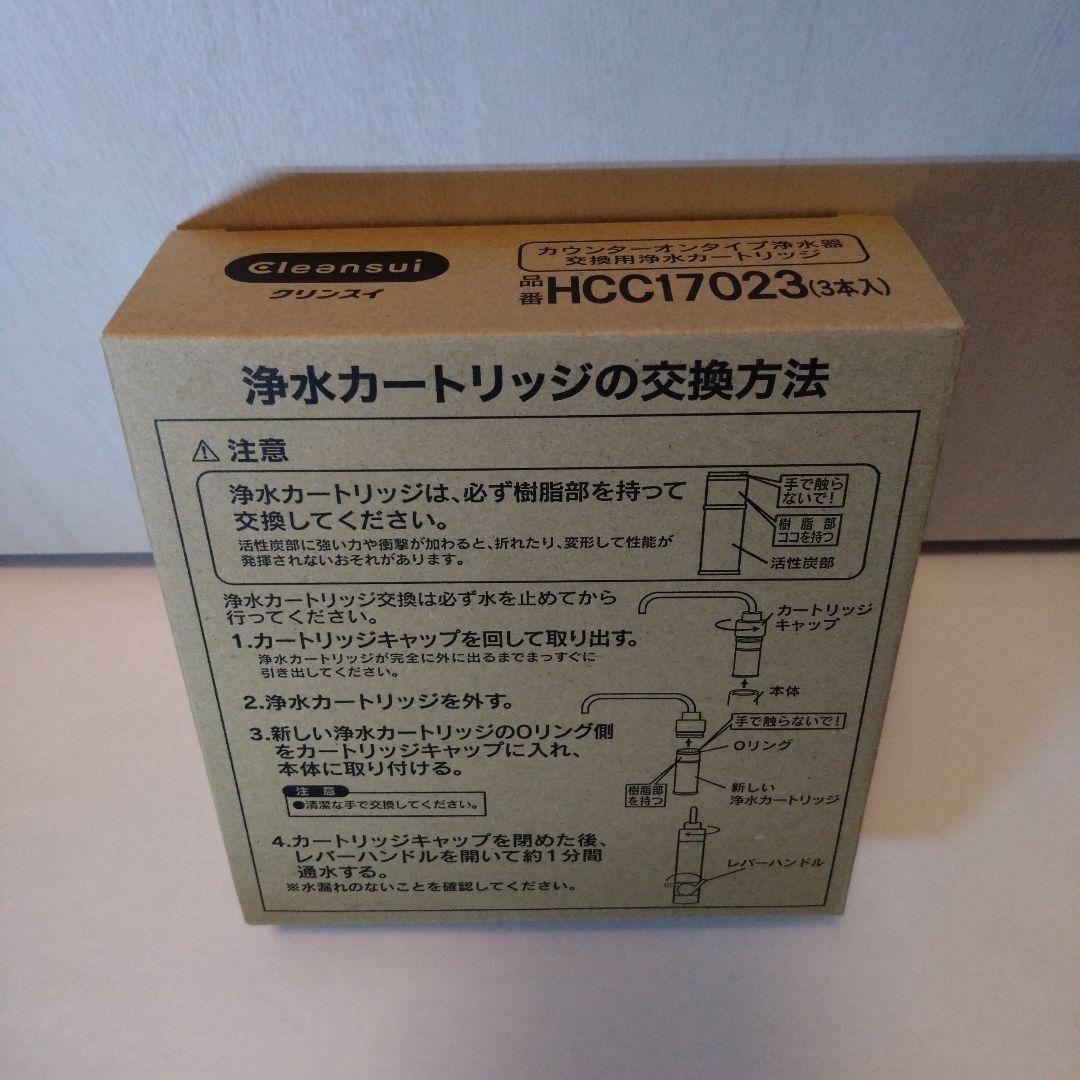 Cleansui
クリンスイ
カウンターオンタイプ浄水器
交換用浄水カートリッジ
品番 HCC17023(3本入)
浄水カートリッジの交換方法
⚠ 注意
浄水カートリッジは、必ず樹脂部を持って
交換してください。
活性炭部に強い力や衝撃が加わると、折れたり、変形して性能が
発揮されないおそれがあります。
手で触ら
ないで!
樹脂部
ココを持つ
活性炭部
浄水カートリッジ交換は必ず水を止めてから
行ってください。
1.カートリッジキャップを回して取り出す。
浄水カートリッジが完全に外に出るまでまっすぐに
引き出してください。
カートリッジ
キャップ
本体
2.浄水カートリッジを外す。
3.新しい浄水カートリッジのOリング側
をカートリッジキャップに入れ、
本体に取り付ける。
注意
●清潔な手で交換してください。
手で触らないで!
Oリング
樹脂部
を持つ
新しい
浄水カートリッジ
4.カートリッジキャップを閉めた後、
レバーハンドルを開いて約1分間
通水する。
※水漏れのないことを確認してください。
レバーハンドル